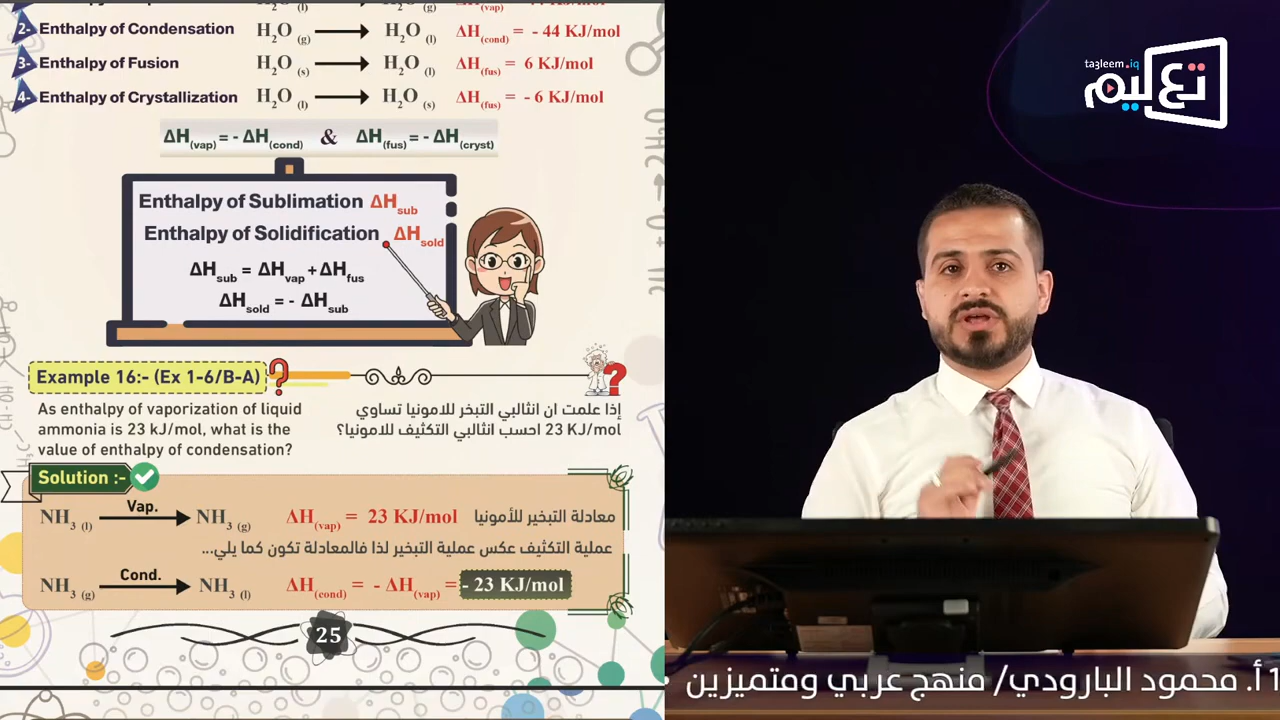 2- Enthalpy of Condensation H₂O (g) → H₂O (l) ΔH(cond) = - 44 KJ/mol
3- Enthalpy of Fusion H₂O (s) → H₂O (l) ΔH(fus) = 6 KJ/mol
4- Enthalpy of Crystallization H₂O (l) → H₂O (s) ΔH(fus) = - 6 KJ/mol
ΔH(vap) = - ΔH(cond) & ΔH(fus) = - ΔH(cryst)
Enthalpy of Sublimation ΔHsub
Enthalpy of Solidification ΔHsold
ΔHsub = ΔHvap + ΔHfus
ΔHsold = - ΔHsub
Example 16:- (Ex 1-6/B-A)
As enthalpy of vaporization of liquid
ammonia is 23 kJ/mol, what is the
value of enthalpy of condensation?
إذا علمت ان انثالبي التبخر للامونيا تساوي
23 KJ/mol احسب انثالبي التكثيف للامونيا؟
Solution :-
NH₃ (l) Vap. → NH₃ (g) ΔH(vap) = 23 KJ/mol معادلة التبخير للأمونيا
عملية التكثيف عكس عملية التبخير لذا فالمعادلة تكون كما يلي...
NH₃ (g) Cond. → NH₃ (l) ΔH(cond) = - ΔH(vap) = - 23 KJ/mol
25
ta3leem.iq
تعليم
أ. محمود البارودي/ منهج عربي ومتميزين